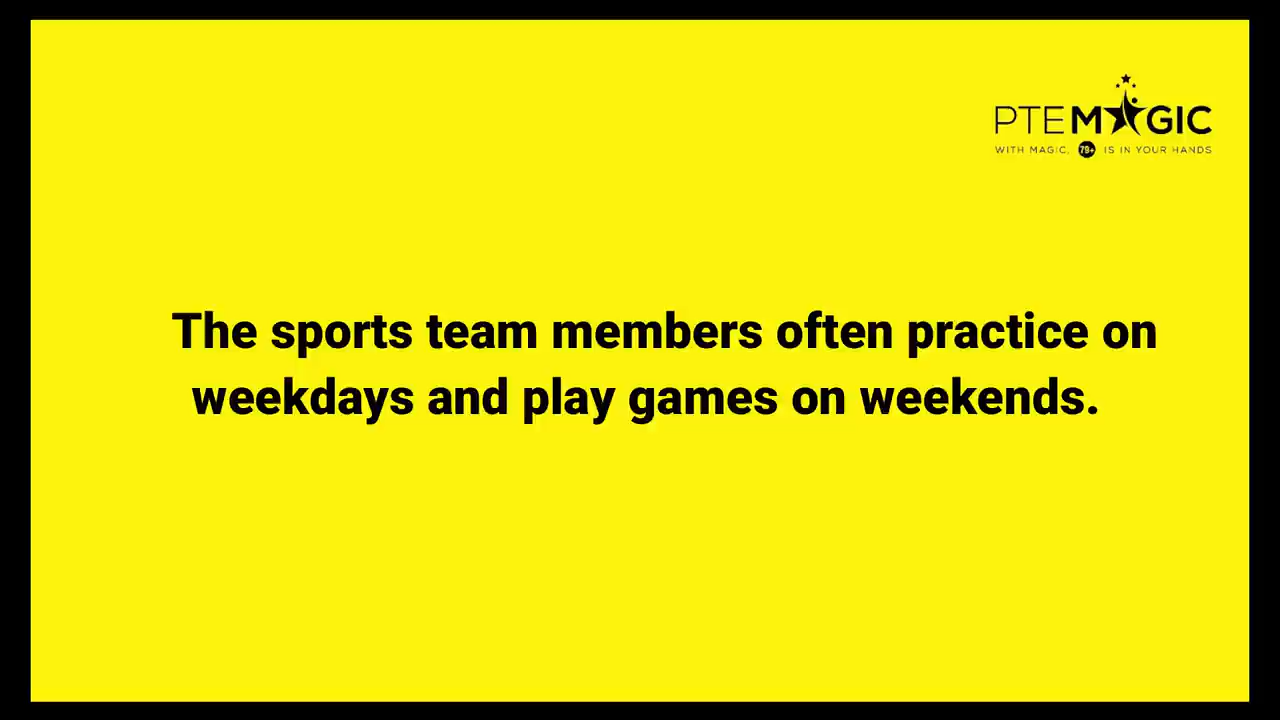 PTEMAGIC
WITH MAGIC, 79+ IS IN YOUR HANDS
The sports team members often practice on
weekdays and play games on weekends.